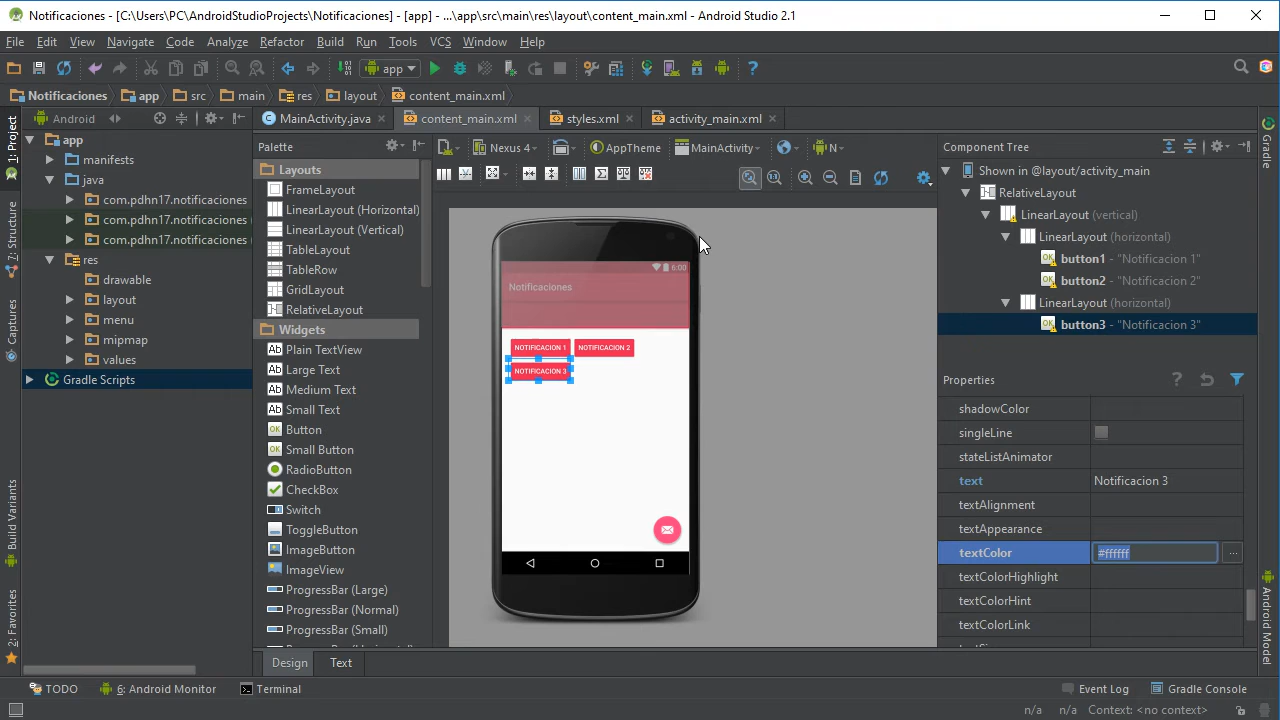 Notificaciones - [C:\Users\PC\AndroidStudioProjects\Notificaciones] - [app] - ...\app\src\main\res\layout\content_main.xml - Android Studio 2.1
File Edit View Navigate Code Analyze Refactor Build Run Tools VCS Window Help
app
Notificaciones app src main res layout content_main.xml
1: Project
Z: Structure
Captures
Build Variants
2: Favorites
Android
app
manifests
java
com.pdhn17.notificaciones
com.pdhn17.notificaciones
com.pdhn17.notificaciones
res
drawable
layout
menu
mipmap
values
Gradle Scripts
MainActivity.java content_main.xml styles.xml activity_main.xml
Palette
Layouts
FrameLayout
LinearLayout (Horizontal)
LinearLayout (Vertical)
TableLayout
TableRow
GridLayout
RelativeLayout
Widgets
Plain TextView
Large Text
Medium Text
Small Text
Button
Small Button
RadioButton
CheckBox
Switch
ToggleButton
ImageButton
ImageView
ProgressBar (Large)
ProgressBar (Normal)
ProgressBar (Small)
Nexus 4 AppTheme MainActivity N
6:00
Notificaciones
NOTIFICACION 1 NOTIFICACION 2
NOTIFICACION 3
Design Text
Component Tree
Shown in @layout/activity_main
RelativeLayout
LinearLayout (vertical)
LinearLayout (horizontal)
button1 - "Notificacion 1"
button2 - "Notificacion 2"
LinearLayout (horizontal)
button3 - "Notificacion 3"
Properties
shadowColor
singleLine
stateListAnimator
text Notificacion 3
textAlignment
textAppearance
textColor #ffffff
textColorHighlight
textColorHint
textColorLink
Gradle
Android Model
TODO 6: Android Monitor Terminal Event Log Gradle Console
n/a n/a Context: <no context>